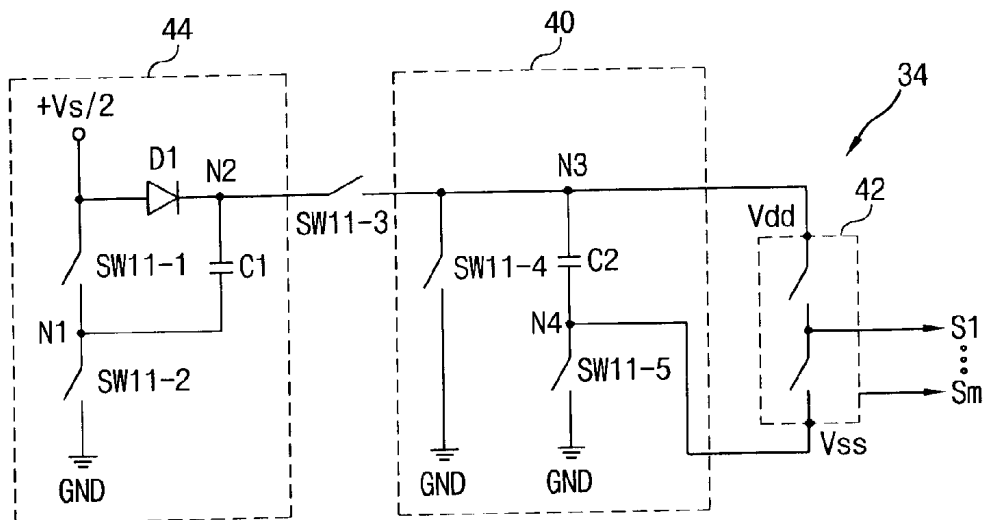 44
40
34
+Vs/2
D1
N2
N3
SW11-3
Vdd
42
SW11-1
C1
SW11-4
C2
N1
N4
S1
SW11-2
SW11-5
Sm
Vss
GND
GND
GND